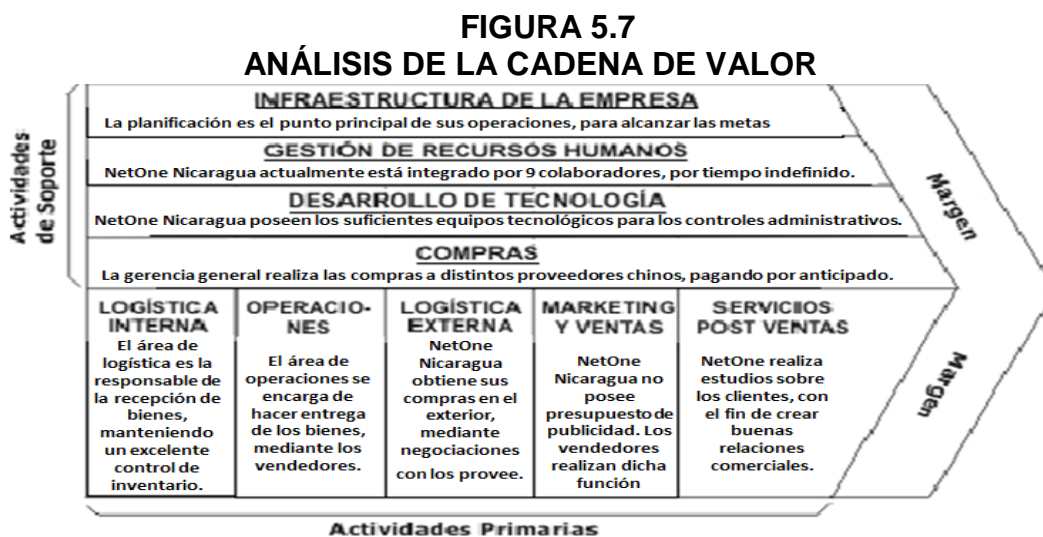 FIGURA 5.7
ANÁLISIS DE LA CADENA DE VALOR
Actividades
de Soporte
INFRAESTRUCTURA DE LA EMPRESA
La planificación es el punto principal de sus operaciones, para alcanzar las metas
GESTIÓN DE RECURSOS HUMANOS
NetOne Nicaragua actualmente está integrado por 9 colaboradores, por tiempo indefinido.
DESARROLLO DE TECNOLOGÍA
NetOne Nicaragua poseen los suficientes equipos tecnológicos para los controles administrativos.
COMPRAS
La gerencia general realiza las compras a distintos proveedores chinos, pagando por anticipado.
Margen
LOGÍSTICA
INTERNA
El área de
logística es la
responsable de
la recepción de
bienes,
manteniendo
un excelente
control de
inventario.
OPERACIO-
NES
El área de
operaciones se
encarga de
hacer entrega
de los bienes,
mediante los
vendedores.
LOGÍSTICA
EXTERNA
NetOne
Nicaragua
obtiene sus
compras en el
exterior,
mediante
negociaciones
con los provee.
MARKETING
Y VENTAS
NetOne
Nicaragua no
posee
presupuesto de
publicidad. Los
vendedores
realizan dicha
función
SERVICIIOS
POST VENTAS
NetOne realiza
estudios sobre
los clientes, con
el fin de crear
buenas
relaciones
comerciales.
Margen
Actividades Primarias